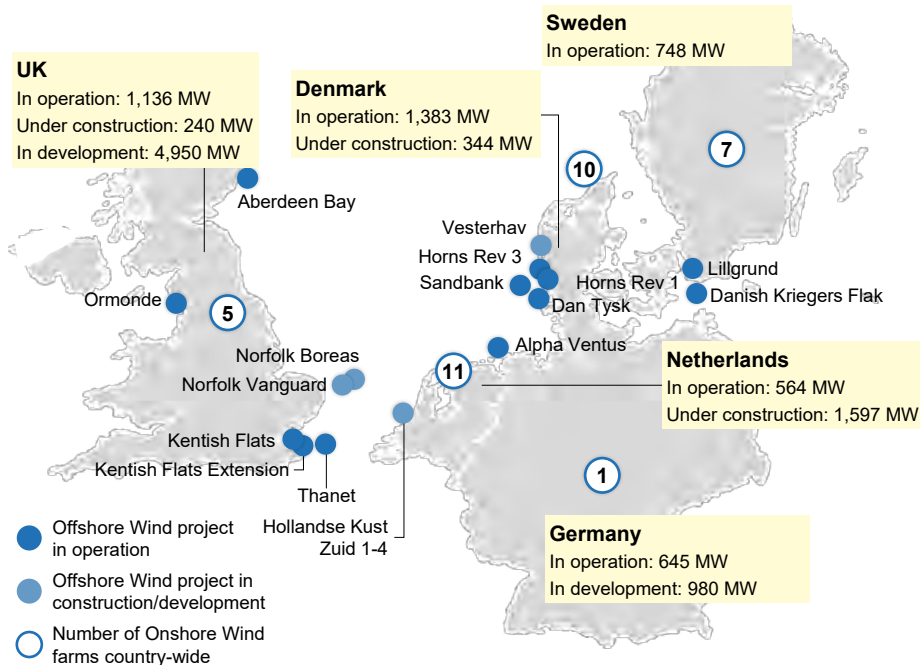 Sweden
In operation: 748 MW
UK
In operation: 1,136 MW
Under construction: 240 MW
In development: 4,950 MW
Denmark
In operation: 1,383 MW
Under construction: 344 MW
7
10
Aberdeen Bay
Vesterhav
Horns Rev 3
Sandbank
Horns Rev 1
Dan Tysk
Lillgrund
Danish Kriegers Flak
Ormonde
5
Alpha Ventus
Norfolk Boreas
Norfolk Vanguard
11
Netherlands
In operation: 564 MW
Under construction: 1,597 MW
Kentish Flats
Kentish Flats Extension
Thanet
1
Hollandse Kust
Zuid 1-4
Germany
In operation: 645 MW
In development: 980 MW
Offshore Wind project
in operation
Offshore Wind project in
construction/development
Number of Onshore Wind
farms country-wide